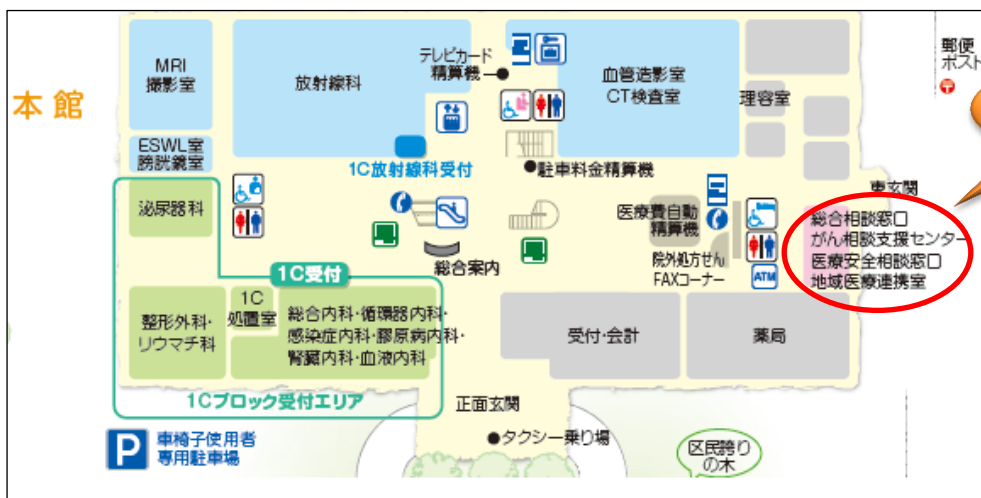 本館
MRI
撮影室
放射線科
テレビカード
精算機
血管造影室
CT検査室
理容室
郵便
ポスト
ESWL室
膀胱鏡室
1C放射線科受付
駐車料金精算機
東玄関
泌尿器科
医療費自動
精算機
総合相談窓口
がん相談支援センター
医療安全相談窓口
地域医療連携室
総合案内
院外処方せん
FAXコーナー
ATM
1C受付
1C
処置室
整形外科・
リウマチ科
総合内科・循環器内科・
感染症内科・膠原病内科・
腎臓内科・血液内科
受付・会計
薬局
1Cブロック受付エリア
正面玄関
P
車椅子使用者
専用駐車場
タクシー乗り場
区民誇り
の木